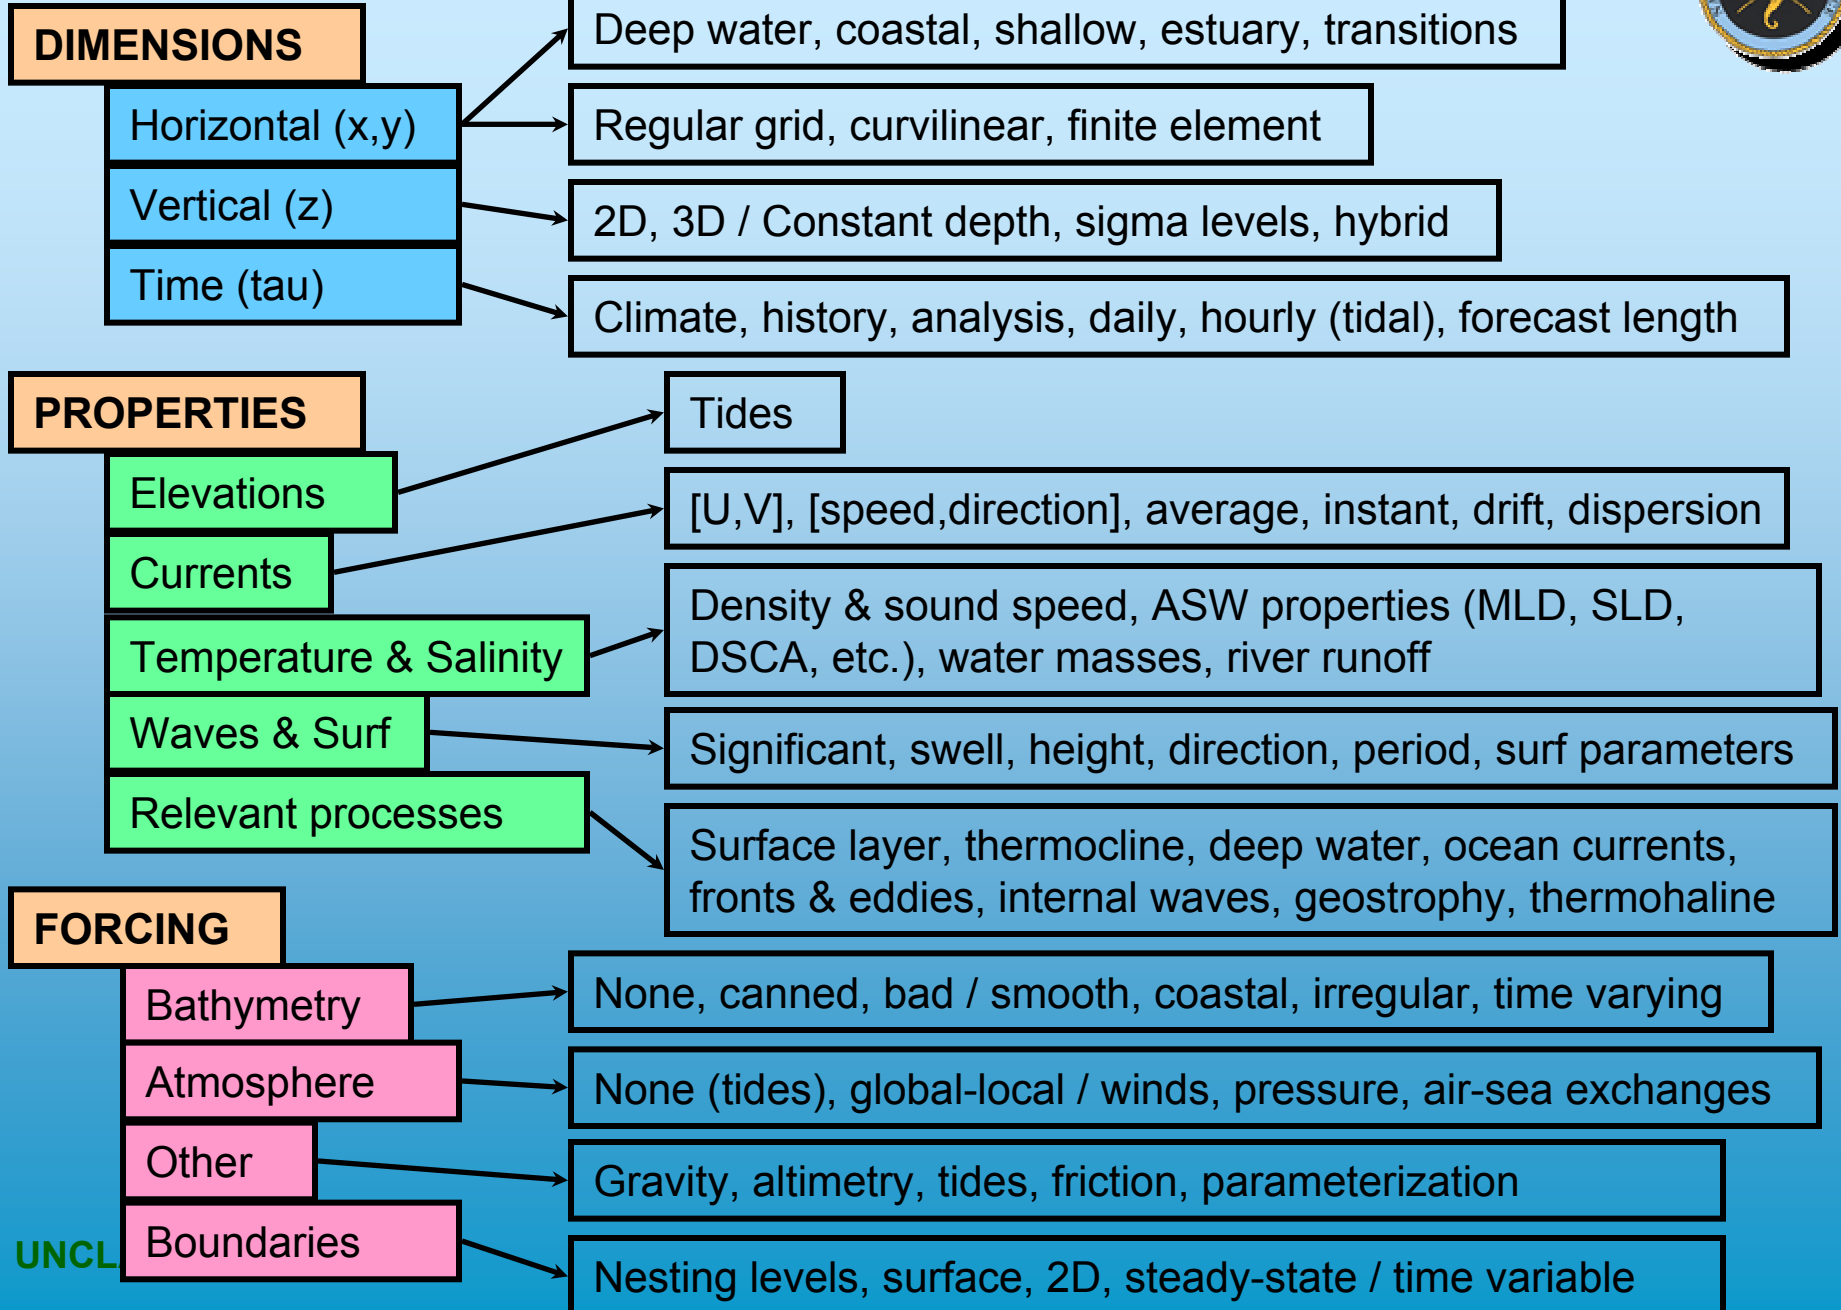 DIMENSIONS
Deep water, coastal, shallow, estuary, transitions
Horizontal (x,y)
Regular grid, curvilinear, finite element
Vertical (z)
2D, 3D / Constant depth, sigma levels, hybrid
Time (tau)
Climate, history, analysis, daily, hourly (tidal), forecast length
PROPERTIES
Tides
Elevations
[U,V], [speed,direction], average, instant, drift, dispersion
Currents
Density & sound speed, ASW properties (MLD, SLD,
DSCA, etc.), water masses, river runoff
Temperature & Salinity
Waves & Surf
Significant, swell, height, direction, period, surf parameters
Relevant processes
Surface layer, thermocline, deep water, ocean currents,
fronts & eddies, internal waves, geostrophy, thermohaline
FORCING
Bathymetry
None, canned, bad / smooth, coastal, irregular, time varying
Atmosphere
None (tides), global-local / winds, pressure, air-sea exchanges
Other
Gravity, altimetry, tides, friction, parameterization
Boundaries
Nesting levels, surface, 2D, steady-state / time variable